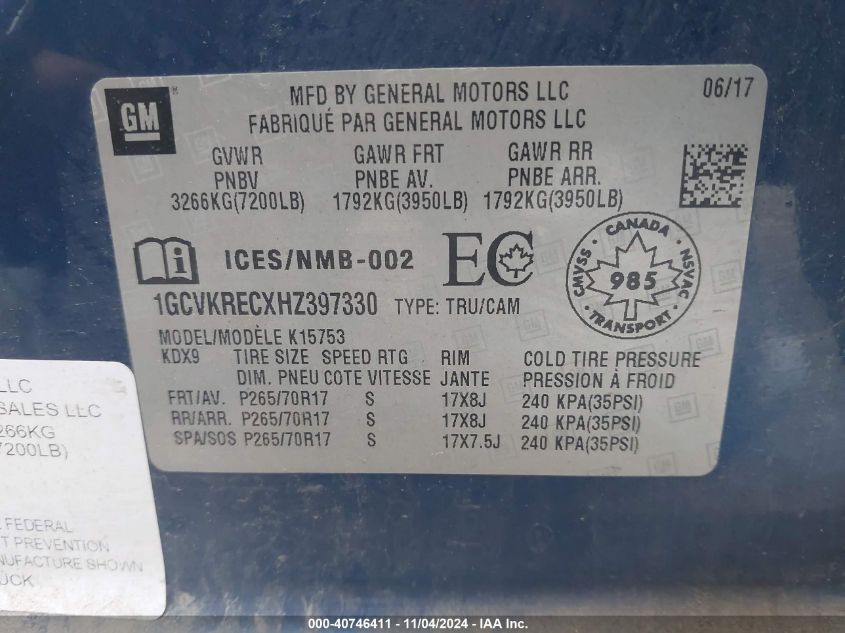 GM
MFD BY GENERAL MOTORS LLC 06/17
FABRIQUÉ PAR GENERAL MOTORS LLC
GVWR GAWR FRT GAWR RR
PNBV PNBE AV. PNBE ARR.
3266KG(7200LB) 1792KG(3950LB) 1792KG(3950LB)
ICES/NMB-002 EC
CANADA CMVSS NSVAC 985 TRANSPORT
1GCVKRECXHZ397330 TYPE: TRU/CAM
MODEL/MODÈLE K15753
KDX9 TIRE SIZE SPEED RTG RIM COLD TIRE PRESSURE
DIM. PNEU COTE VITESSE JANTE PRESSION À FROID
FRT/AV. P265/70R17 S 17X8J 240 KPA(35PSI)
RR/ARR. P265/70R17 S 17X8J 240 KPA(35PSI)
SPA/SOS P265/70R17 S 17X7.5J 240 KPA(35PSI)
LLC
SALES LLC
266KG
7200LB)
FEDERAL
T PREVENTION
NUFACTURE SHOWN
UCK
000-40746411 - 11/04/2024 - IAA Inc.